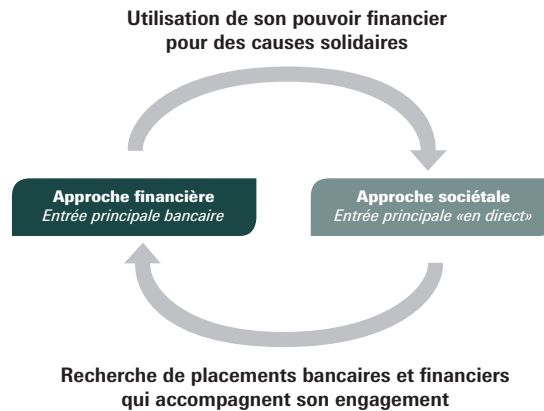 Utilisation de son pouvoir financier
pour des causes solidaires
Approche financière
Entrée principale bancaire
Approche sociétale
Entrée principale «en direct»
Recherche de placements bancaires et financiers
qui accompagnent son engagement